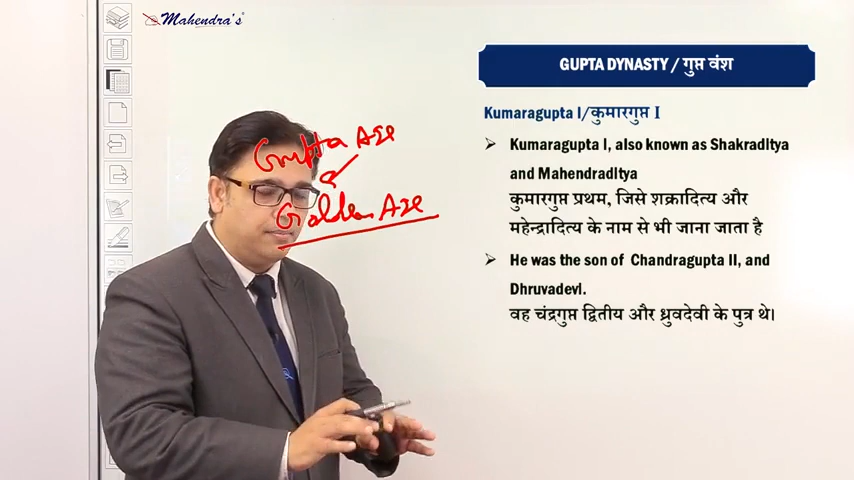 Mahendra's
GUPTA DYNASTY / गुप्त वंश
Gupta Age
Golden Age
Kumaragupta I/कुमारगुप्त I
Kumaragupta I, also known as Shakraditya
and Mahendraditya
कुमारगुप्त प्रथम, जिसे शक्रादित्य और
महेन्द्रादित्य के नाम से भी जाना जाता है
He was the son of Chandragupta II, and
Dhruvadevi.
वह चंद्रगुप्त द्वितीय और ध्रुवदेवी के पुत्र थे।